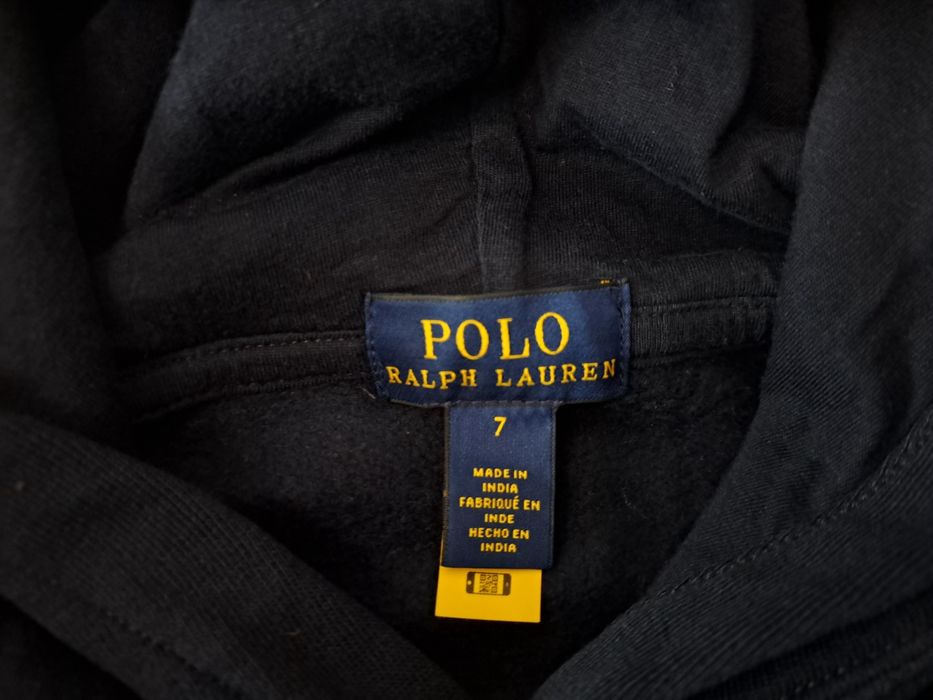 POLO
RALPH LAUREN
7
MADE IN
INDIA
FABRIQUÉ EN
INDE
HECHO EN
INDIA